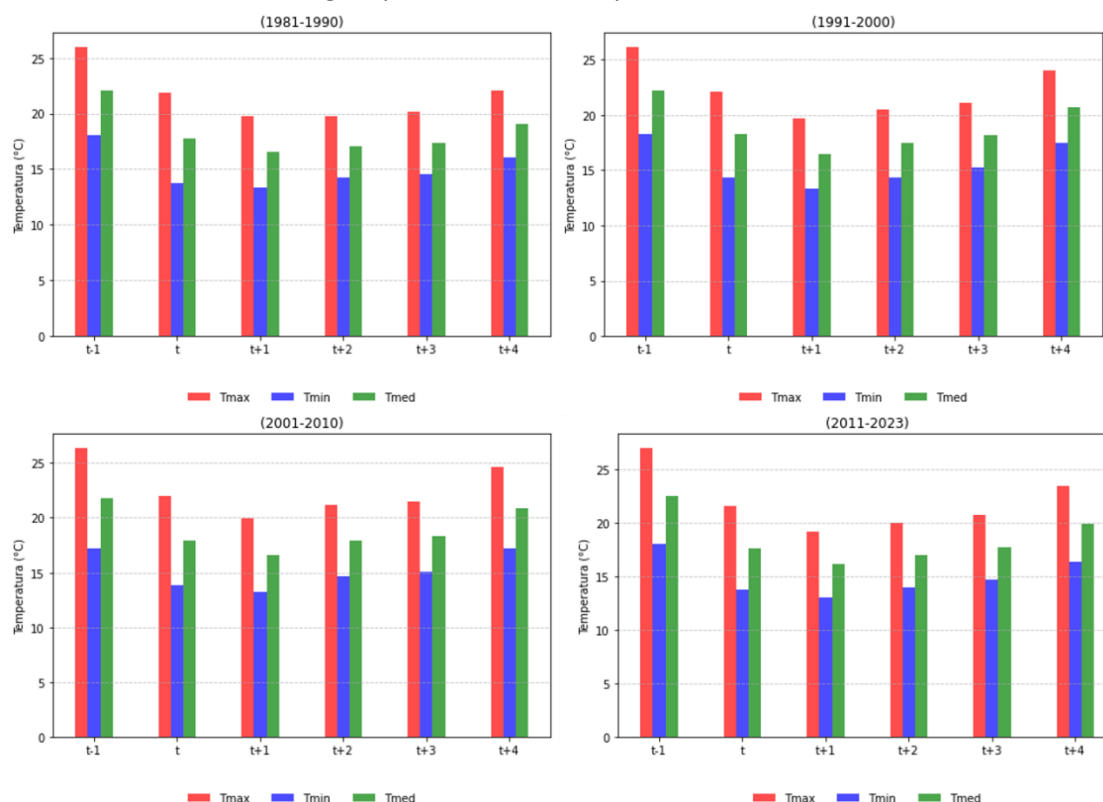 (1981-1990)
Temperatura (°C)
25
20
15
10
5
0
t-1 t t+1 t+2 t+3 t+4
Tmax Tmin Tmed
(1991-2000)
Temperatura (°C)
25
20
15
10
5
0
t-1 t t+1 t+2 t+3 t+4
Tmax Tmin Tmed
(2001-2010)
Temperatura (°C)
25
20
15
10
5
0
t-1 t t+1 t+2 t+3 t+4
Tmax Tmin Tmed
(2011-2023)
Temperatura (°C)
25
20
15
10
5
0
t-1 t t+1 t+2 t+3 t+4
Tmax Tmin Tmed